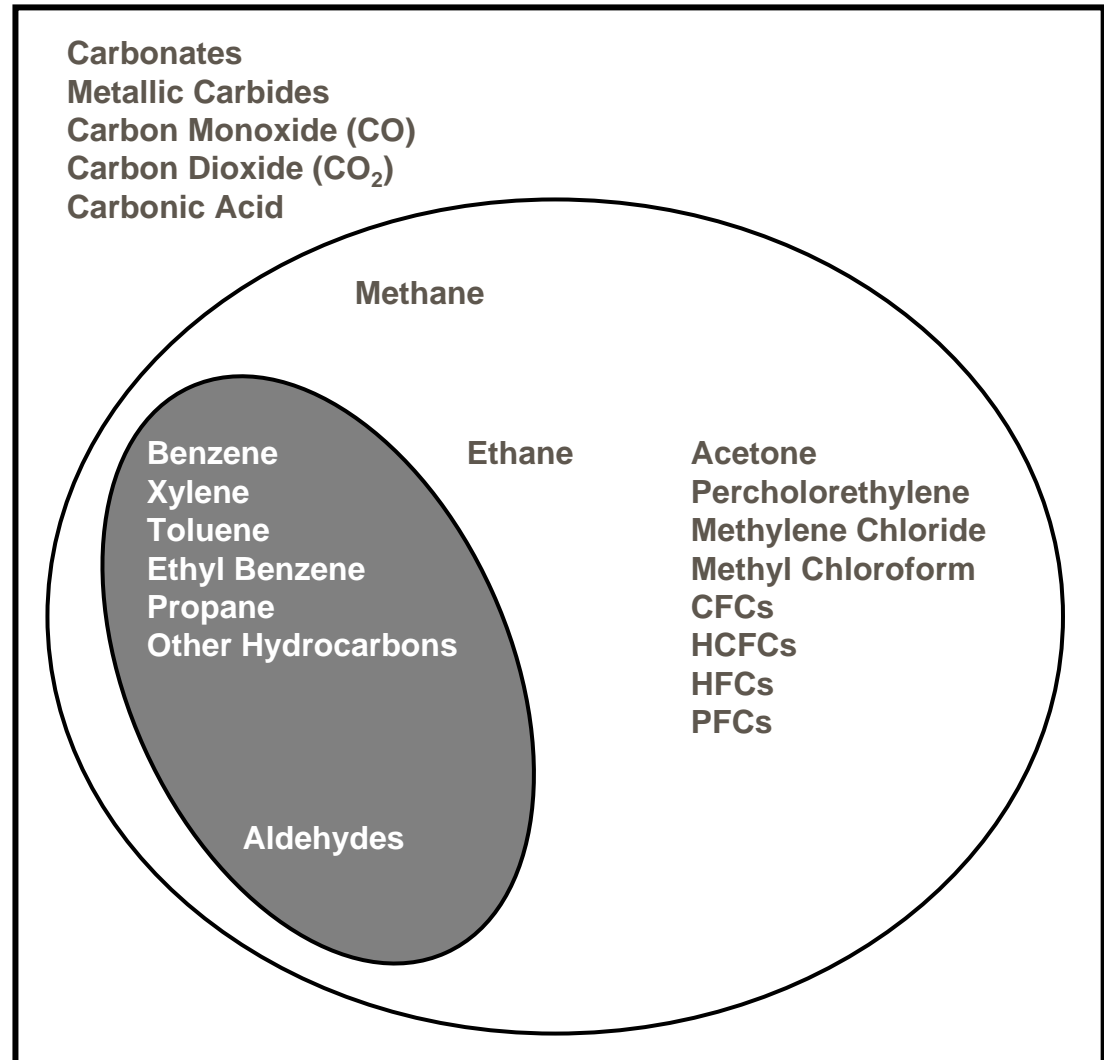 Carbonates
Metallic Carbides
Carbon Monoxide (CO)
Carbon Dioxide (CO₂)
Carbonic Acid
Methane
Benzene
Xylene
Toluene
Ethyl Benzene
Propane
Other Hydrocarbons
Aldehydes
Ethane
Acetone
Percholorethylene
Methylene Chloride
Methyl Chloroform
CFCs
HCFCs
HFCs
PFCs